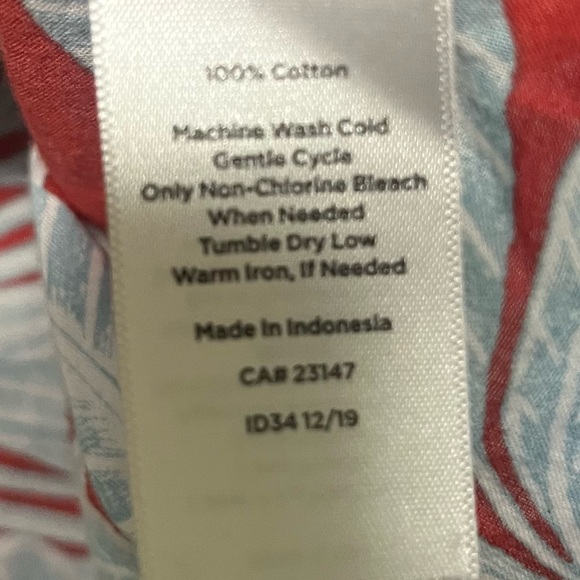 100% Cotton
Machine Wash Cold
Gentle Cycle
Only Non-Chlorine Bleach
When Needed
Tumble Dry Low
Warm Iron, If Needed
Made in Indonesia
CA# 23147
ID34 12/19